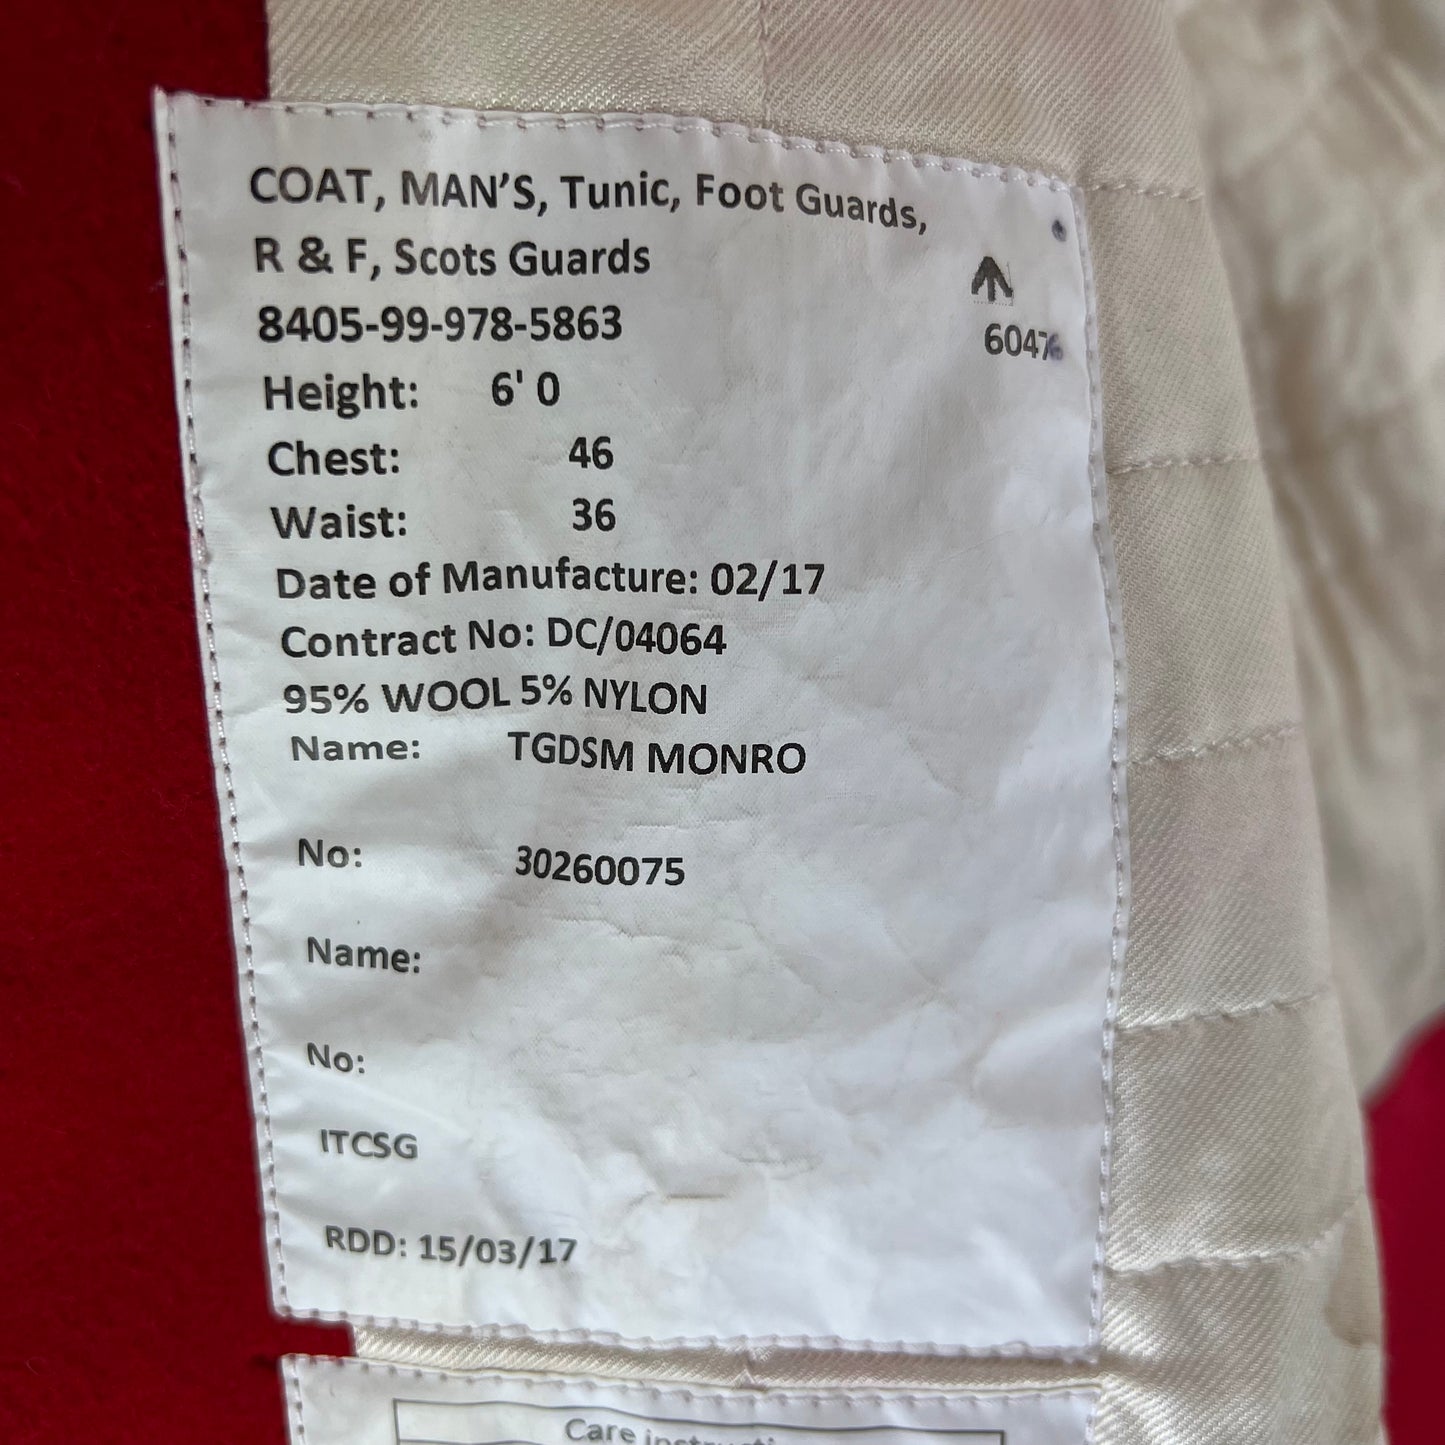 COAT, MAN'S, Tunic, Foot Guards,
R & F, Scots Guards
8405-99-978-5863
60476
Height: 6' 0
Chest: 46
Waist: 36
Date of Manufacture: 02/17
Contract No: DC/04064
95% WOOL 5% NYLON
Name: TGDSM MONRO
No: 30260075
Name:
No:
ITCSG
RDD: 15/03/17
Care